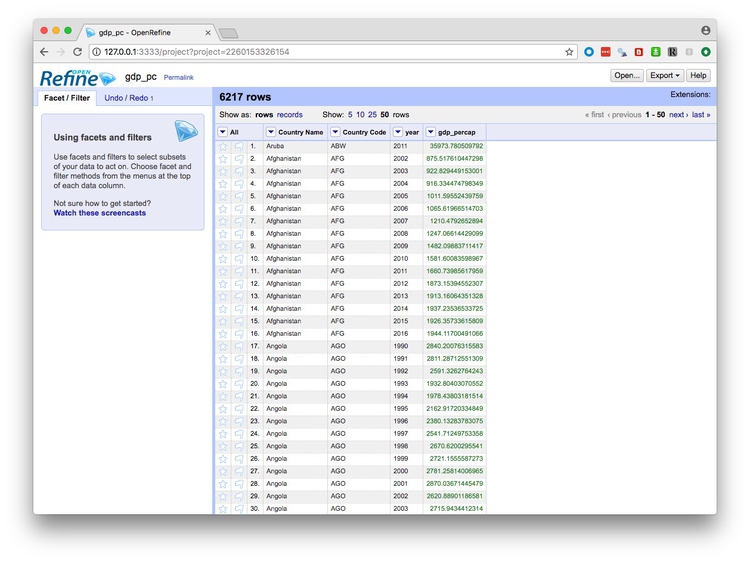 gdp_pc - OpenRefine
127.0.0.1:3333/project?project=2260153326154
OPEN
Refine gdp_pc Permalink Open... Export Help
Facet / Filter Undo / Redo 1
6217 rows Extensions:
Show as: rows records Show: 5 10 25 50 rows « first ‹ previous 1 - 50 next › last »
Using facets and filters
Use facets and filters to select subsets
of your data to act on. Choose facet and
filter methods from the menus at the top
of each data column.
Not sure how to get started?
Watch these screencasts
All Country Name Country Code year gdp_percap
1. Aruba ABW 2011 35973.780509792
2. Afghanistan AFG 2002 875.517610447298
3. Afghanistan AFG 2003 922.829449153001
4. Afghanistan AFG 2004 916.334474798349
5. Afghanistan AFG 2005 1011.59552439759
6. Afghanistan AFG 2006 1065.61966514703
7. Afghanistan AFG 2007 1210.4792652894
8. Afghanistan AFG 2008 1247.06614429099
9. Afghanistan AFG 2009 1482.09883711417
10. Afghanistan AFG 2010 1581.60083598967
11. Afghanistan AFG 2011 1660.73985617959
12. Afghanistan AFG 2012 1873.15394552307
13. Afghanistan AFG 2013 1913.16064351328
14. Afghanistan AFG 2014 1937.23536533725
15. Afghanistan AFG 2015 1926.35733615809
16. Afghanistan AFG 2016 1944.11700491066
17. Angola AGO 1990 2840.20076315583
18. Angola AGO 1991 2811.28712551309
19. Angola AGO 1992 2591.3262764243
20. Angola AGO 1993 1932.80403070552
21. Angola AGO 1994 1978.43803181514
22. Angola AGO 1995 2162.91720334849
23. Angola AGO 1996 2380.13283783075
24. Angola AGO 1997 2541.71249753358
25. Angola AGO 1998 2670.6200295541
26. Angola AGO 1999 2721.1555587273
27. Angola AGO 2000 2781.25814006965
28. Angola AGO 2001 2870.03671445479
29. Angola AGO 2002 2620.88901186581
30. Angola AGO 2003 2715.9434412314